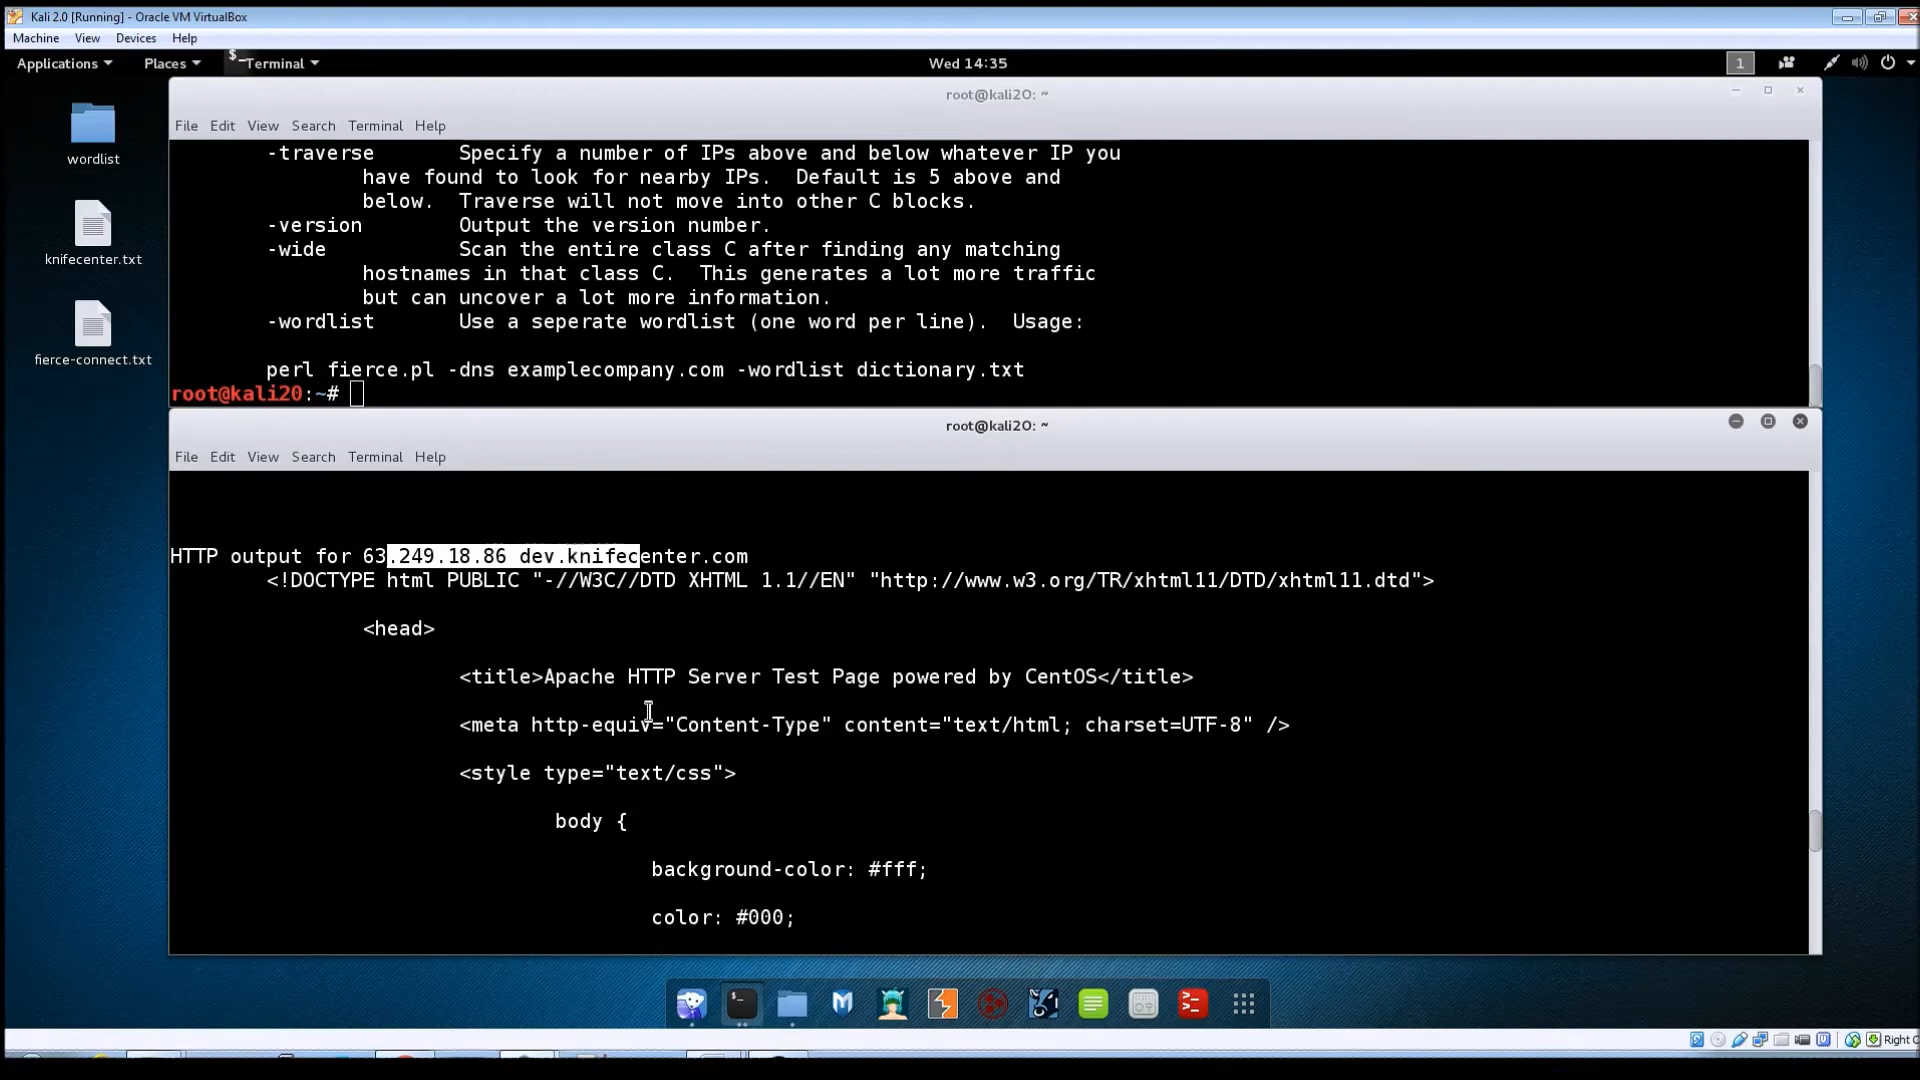 Kali 2.0 [Running] - Oracle VM VirtualBox
Machine View Devices Help
Applications Places Terminal Wed 14:35 1
root@kali20: ~
File Edit View Search Terminal Help
wordlist
knifecenter.txt
fierce-connect.txt
-traverse Specify a number of IPs above and below whatever IP you
have found to look for nearby IPs. Default is 5 above and
below. Traverse will not move into other C blocks.
-version Output the version number.
-wide Scan the entire class C after finding any matching
hostnames in that class C. This generates a lot more traffic
but can uncover a lot more information.
-wordlist Use a seperate wordlist (one word per line). Usage:
perl fierce.pl -dns examplecompany.com -wordlist dictionary.txt
root@kali20:~#
root@kali20: ~
File Edit View Search Terminal Help
HTTP output for 63.249.18.86 dev.knifecenter.com
<!DOCTYPE html PUBLIC "-//W3C//DTD XHTML 1.1//EN" "http://www.w3.org/TR/xhtml11/DTD/xhtml11.dtd">
<head>
<title>Apache HTTP Server Test Page powered by CentOS</title>
<meta http-equiv="Content-Type" content="text/html; charset=UTF-8" />
<style type="text/css">
body {
background-color: #fff;
color: #000;
Right C